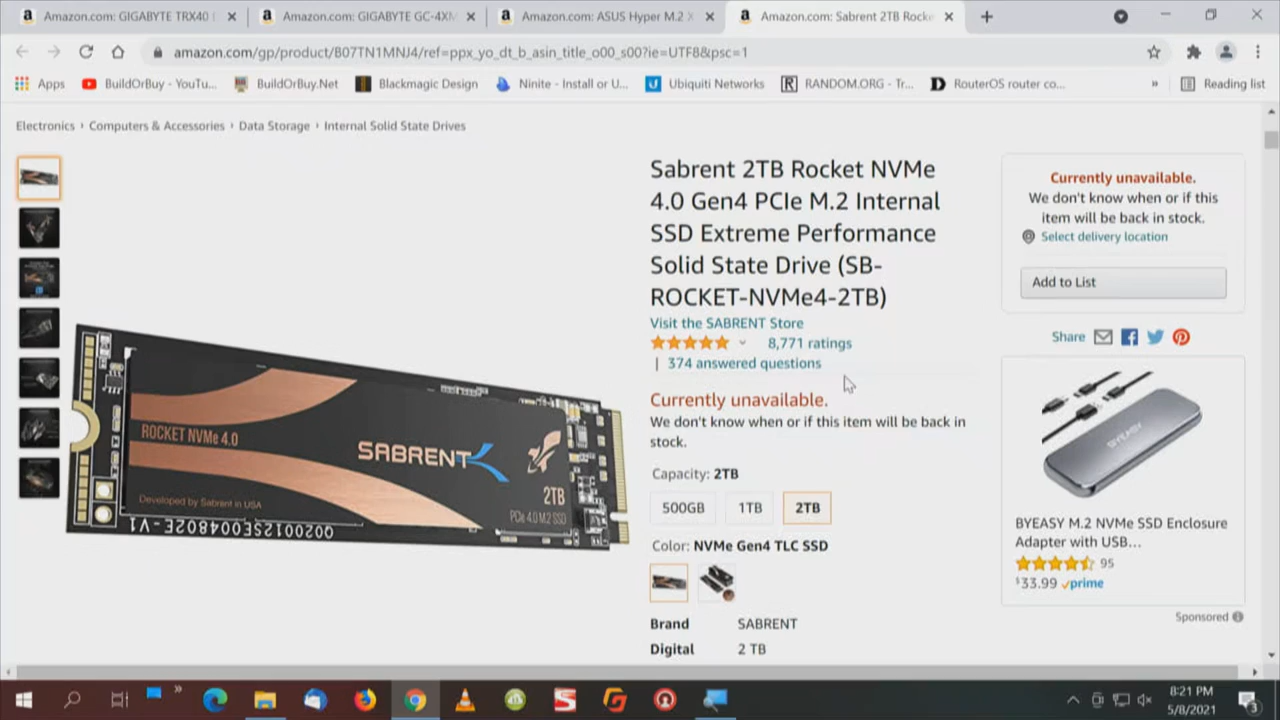 Amazon.com: GIGABYTE TRX40
Amazon.com: GIGABYTE GC-4XM
Amazon.com: ASUS Hyper M.2 X
Amazon.com: Sabrent 2TB Rocke
amazon.com/gp/product/B07TN1MNJ4/ref=ppx_yo_dt_b_asin_title_o00_s00?ie=UTF8&psc=1
Apps
BuildOrBuy - YouTu...
BuildOrBuy.Net
Blackmagic Design
Ninite - Install or U...
Ubiquiti Networks
RANDOM.ORG - Tr...
RouterOS router co...
»
Reading list
Electronics › Computers & Accessories › Data Storage › Internal Solid State Drives
ROCKET NVMe 4.0
SABRENT
2TB
PCIe 4.0 M.2 SSD
Developed by Sabrent in USA
Q020012SE004802E-V1
Sabrent 2TB Rocket NVMe
4.0 Gen4 PCIe M.2 Internal
SSD Extreme Performance
Solid State Drive (SB-
ROCKET-NVMe4-2TB)
Visit the SABRENT Store
8,771 ratings
| 374 answered questions
Currently unavailable.
We don't know when or if this item will be back in
stock.
Capacity: 2TB
500GB
1TB
2TB
Color: NVMe Gen4 TLC SSD
Brand SABRENT
Digital 2 TB
Currently unavailable.
We don't know when or if this
item will be back in stock.
Select delivery location
Add to List
Share
BYEASY
BYEASY M.2 NVMe SSD Enclosure
Adapter with USB...
95
$33.99 prime
Sponsored
8:21 PM
5/8/2021
3